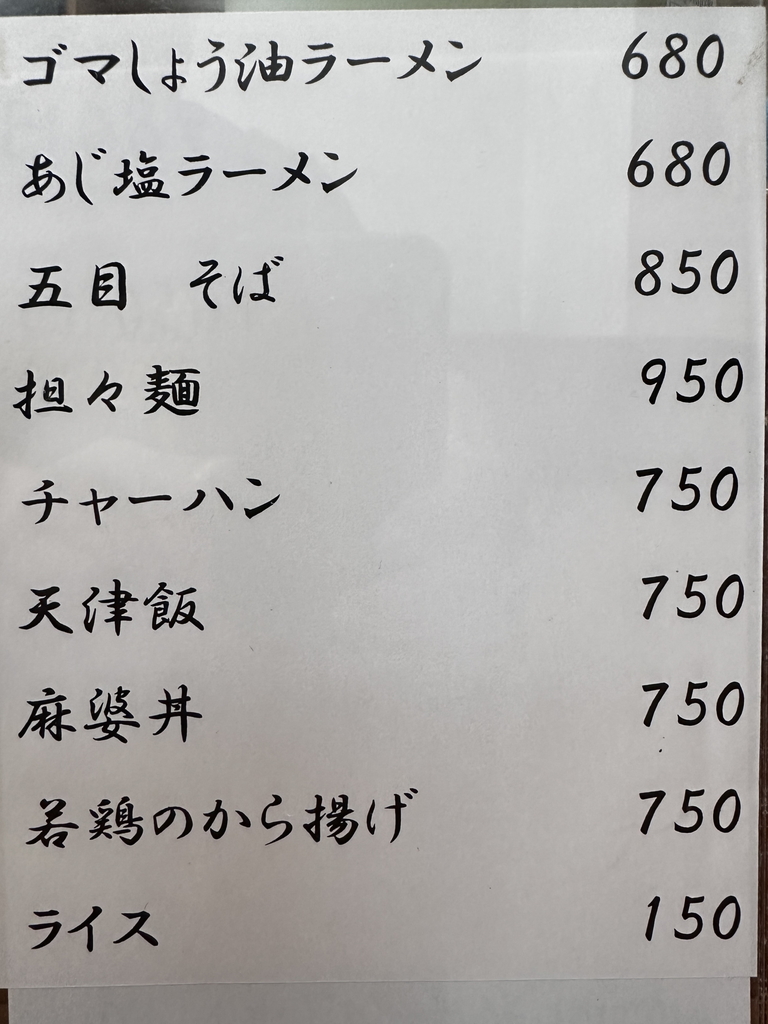 ゴマしょう油ラーメン 680
あじ塩ラーメン 680
五目 そば 850
担々麺 950
チャーハン 750
天津飯 750
麻婆丼 750
若鶏のから揚げ 750
ライス 150